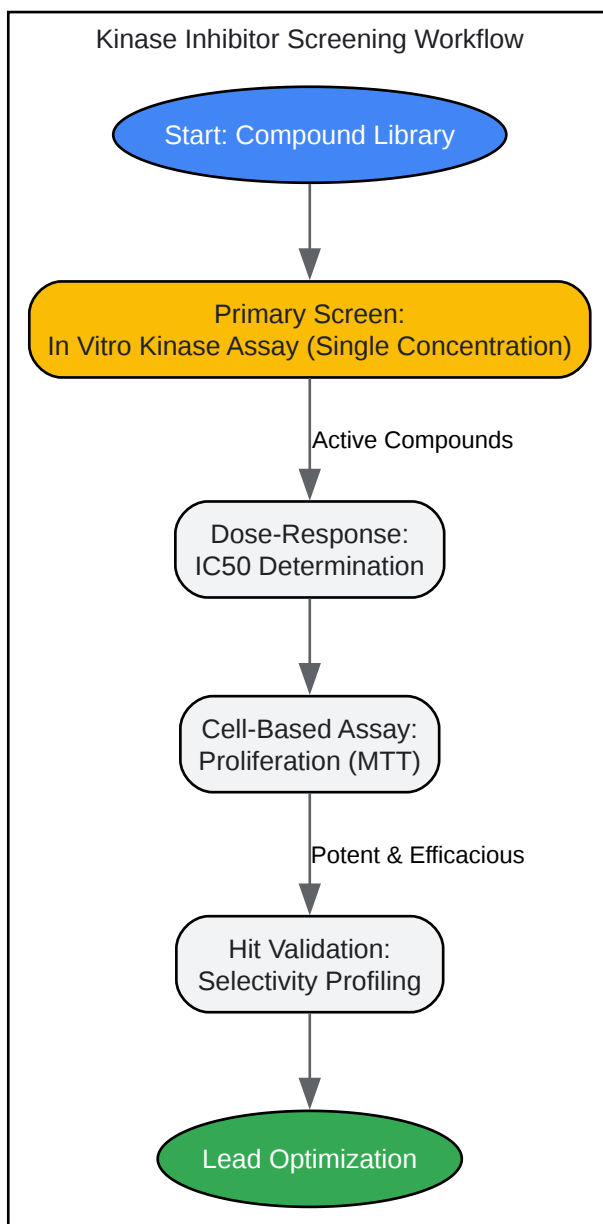 Kinase Inhibitor Screening Workflow
Start: Compound Library
Primary Screen:
In Vitro Kinase Assay (Single Concentration)
Active Compounds
Dose-Response:
IC50 Determination
Cell-Based Assay:
Proliferation (MTT)
Potent & Efficacious
Hit Validation:
Selectivity Profiling
Lead Optimization